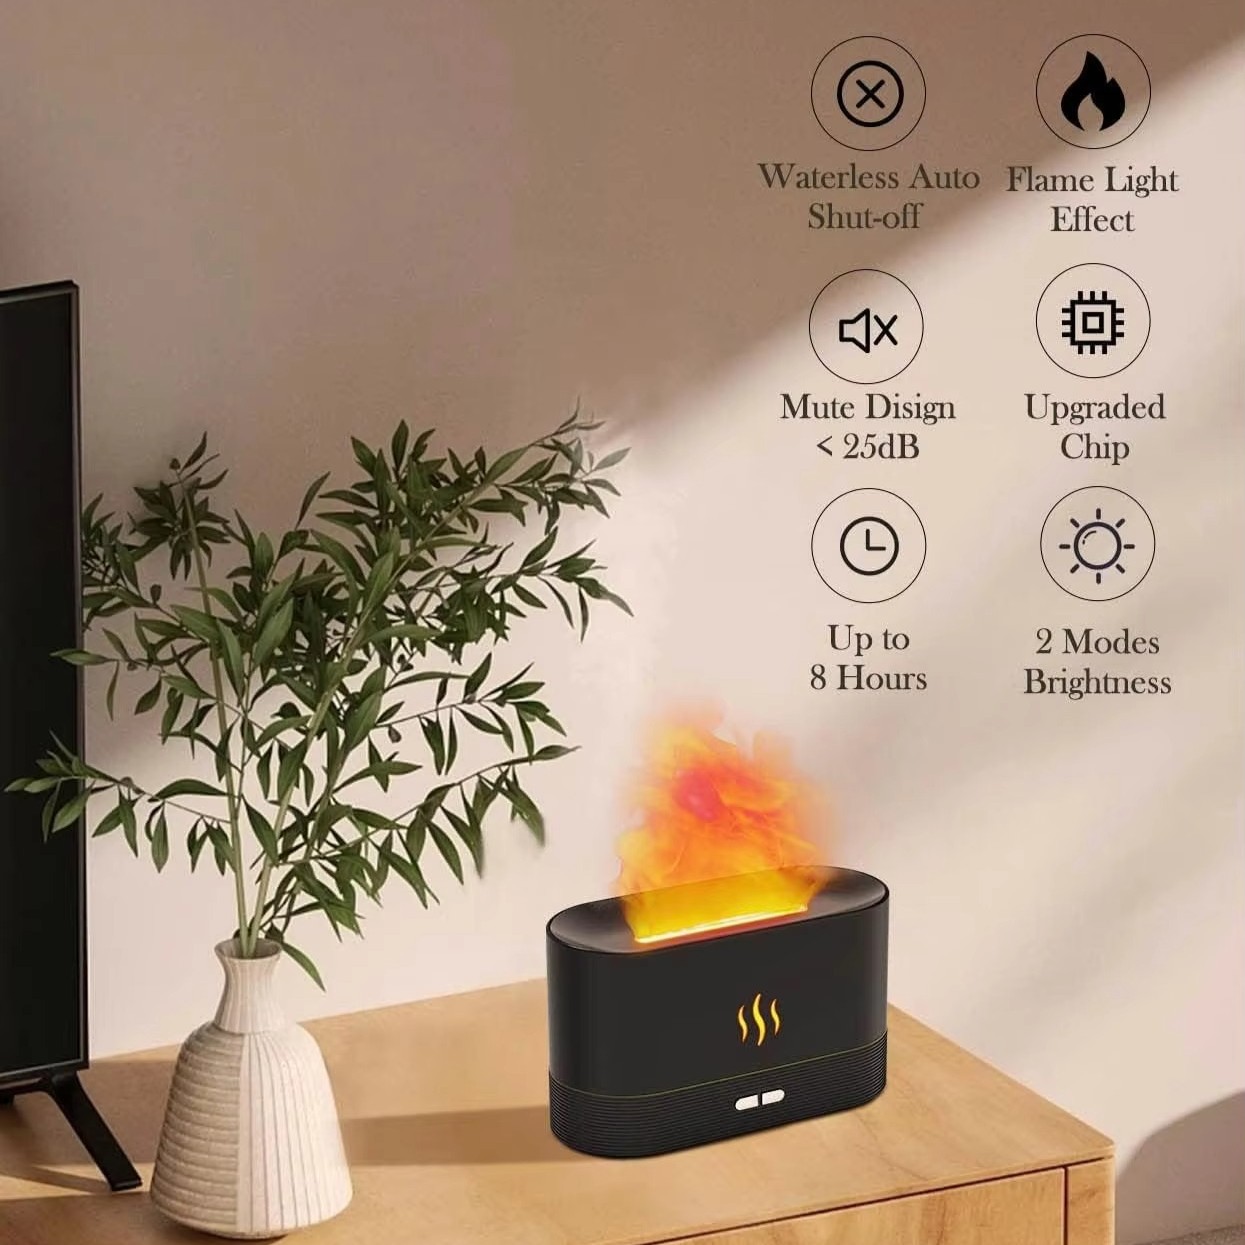 Waterless Auto
Shut-off
Flame Light
Effect
Mute Disign
< 25dB
Upgraded
Chip
Up to
8 Hours
2 Modes
Brightness